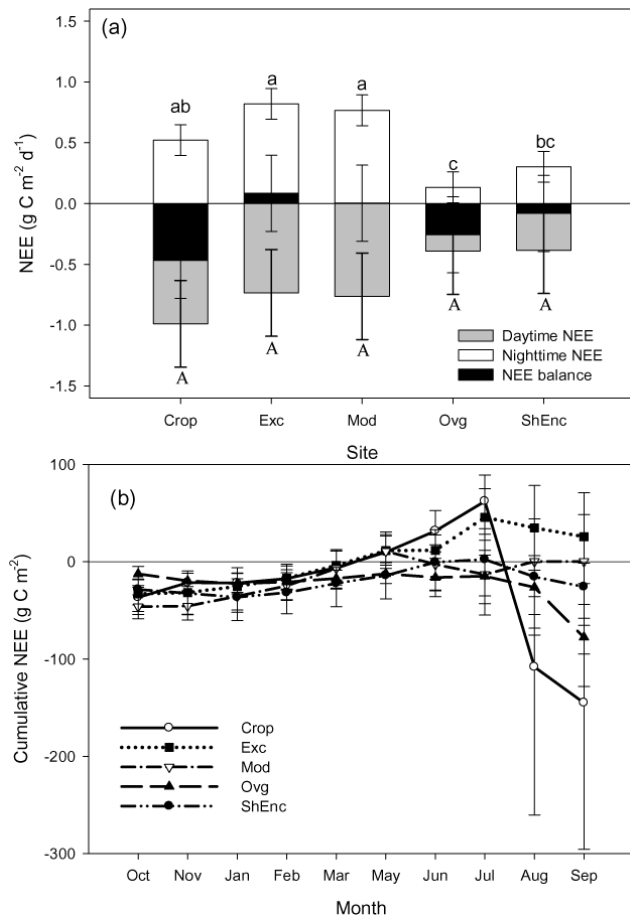 (a)
1.5
1.0
0.5
0.0
-0.5
-1.0
-1.5
NEE (g C m-2 d-1)
ab
a
a
c
bc
A
A
A
A
A
Daytime NEE
Nighttime NEE
NEE balance
Crop Exc Mod Ovg ShEnc
Site
(b)
100
0
-100
-200
-300
Cumulative NEE (g C m-2)
Crop
Exc
Mod
Ovg
ShEnc
Oct Nov Jan Feb Mar May Jun Jul Aug Sep
Month